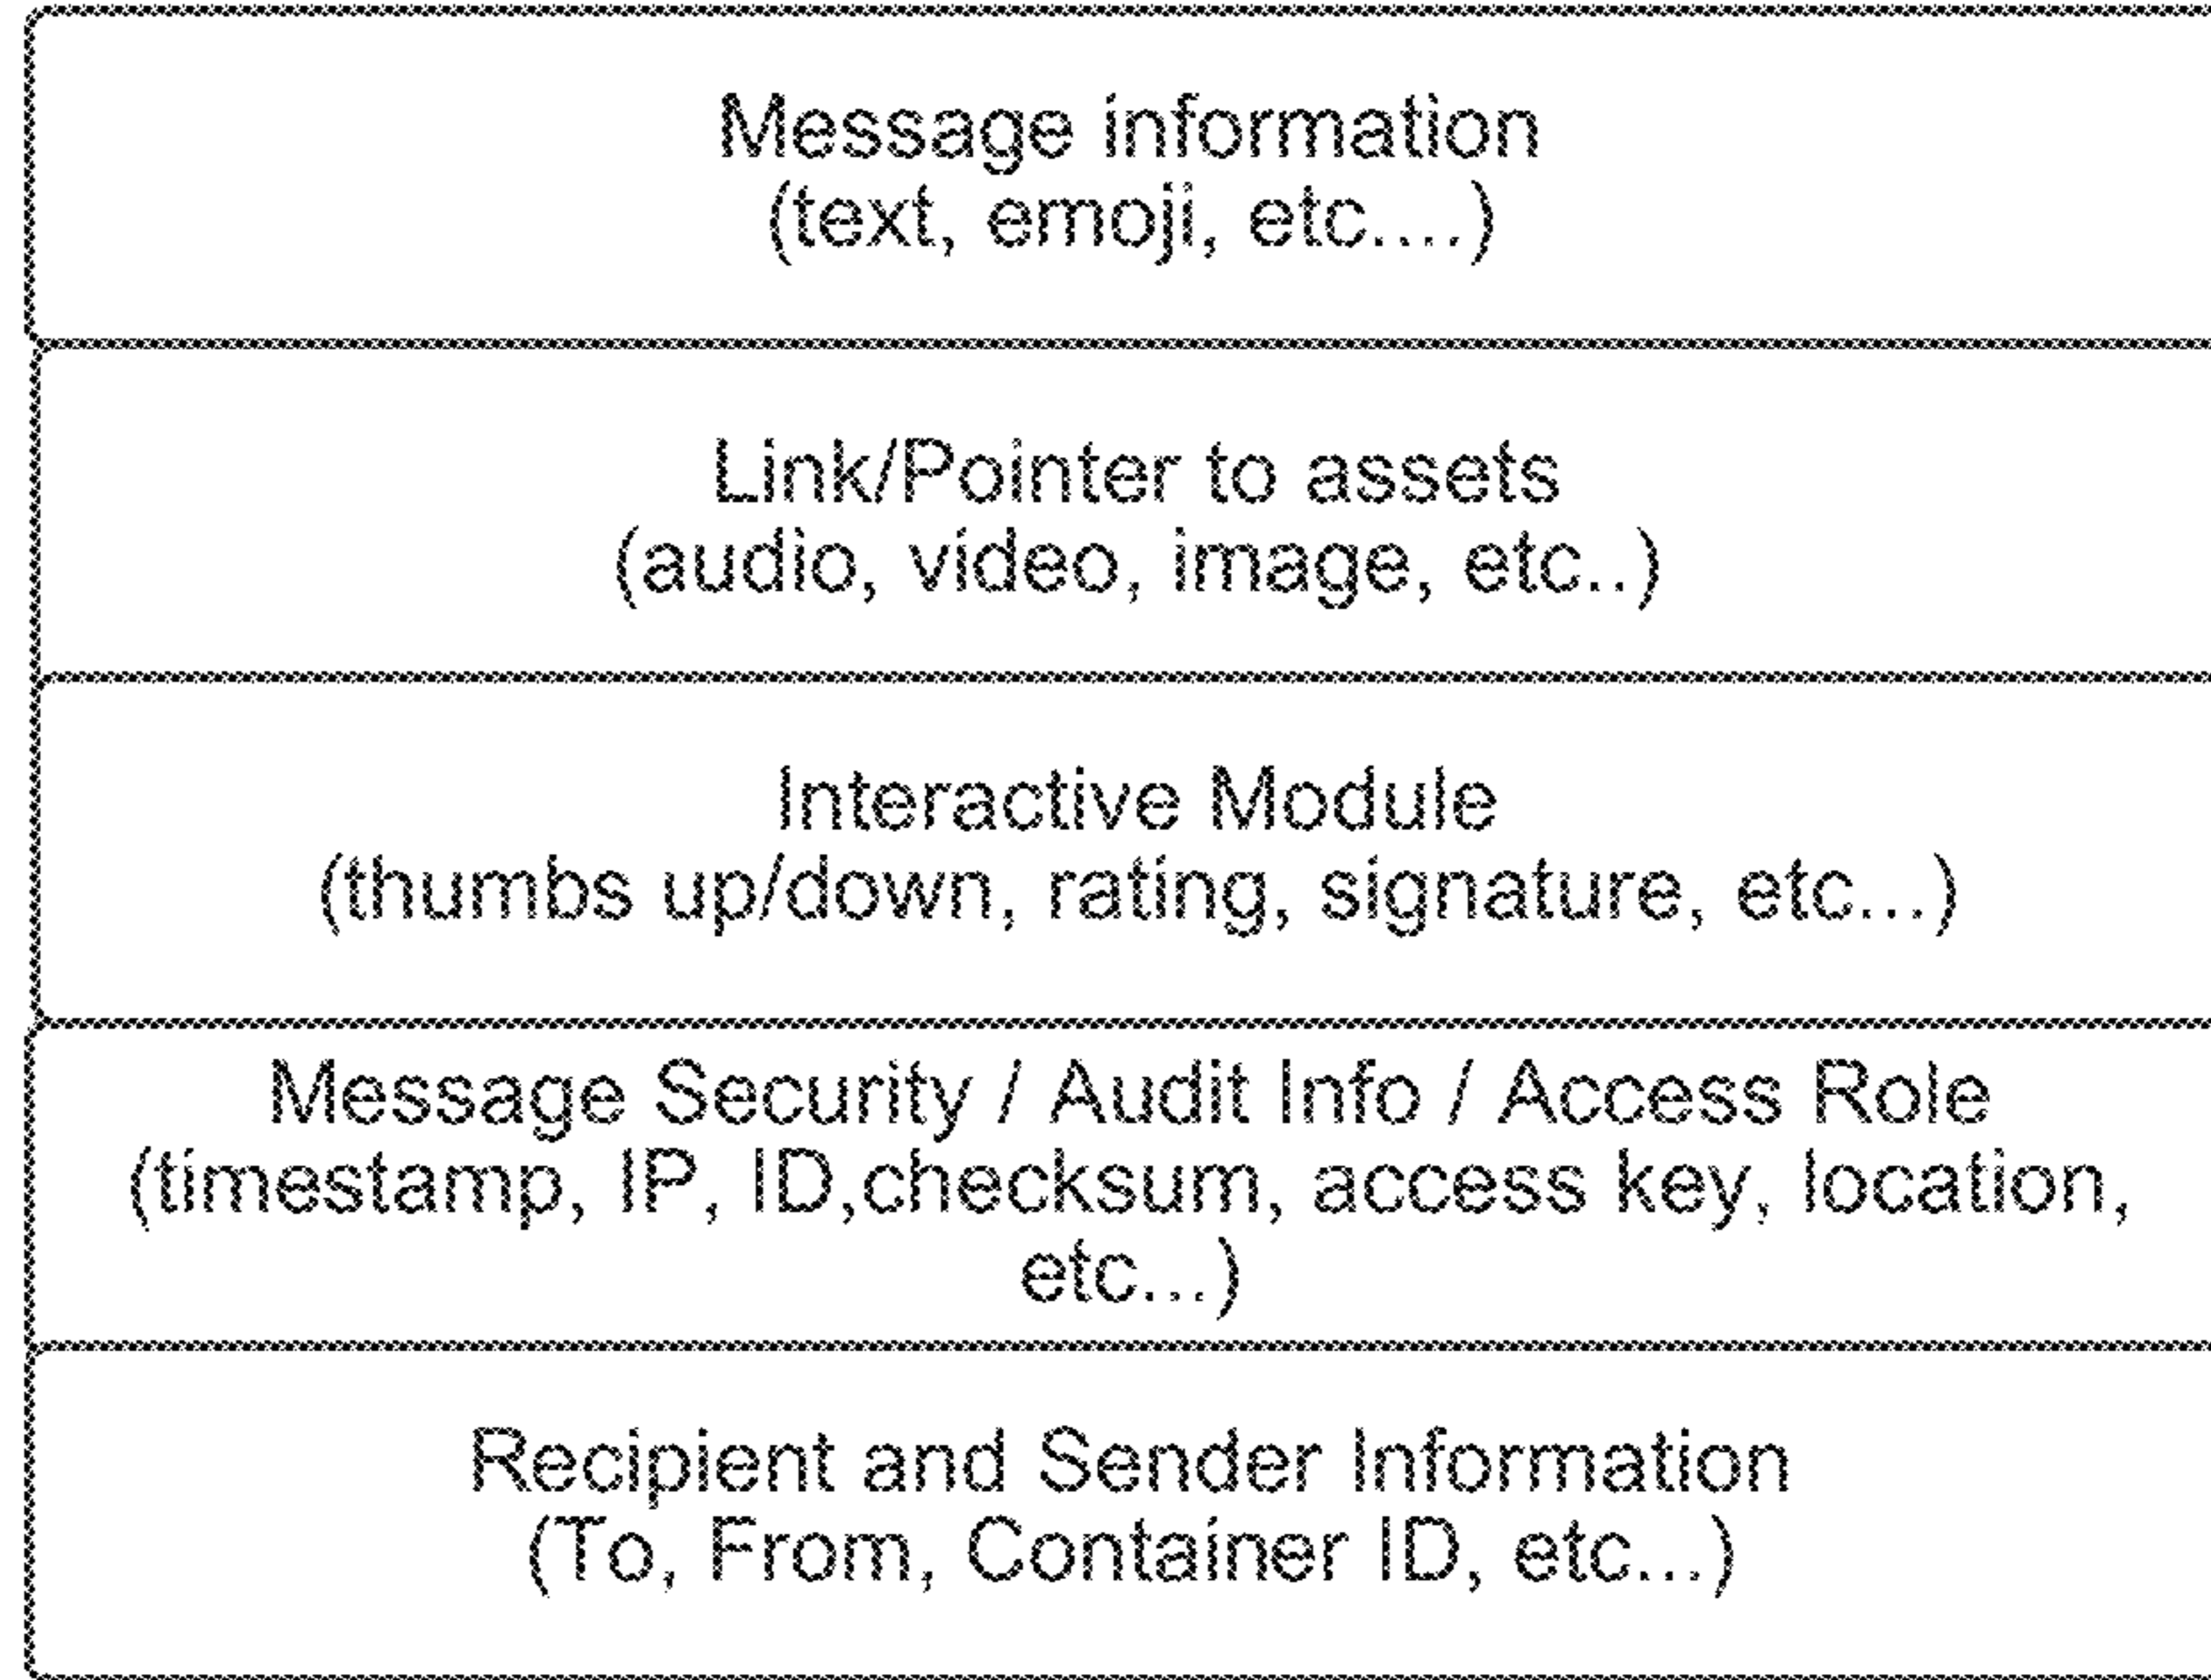 Message information
(text, emoji, etc....)
Link/Pointer to assets
(audio, video, image, etc..)
Interactive Module
(thumbs up/down, rating, signature, etc...)
Message Security / Audit Info / Access Role
(timestamp, IP, ID,checksum, access key, location,
etc...)
Recipient and Sender Information
(To, From, Container ID, etc...)